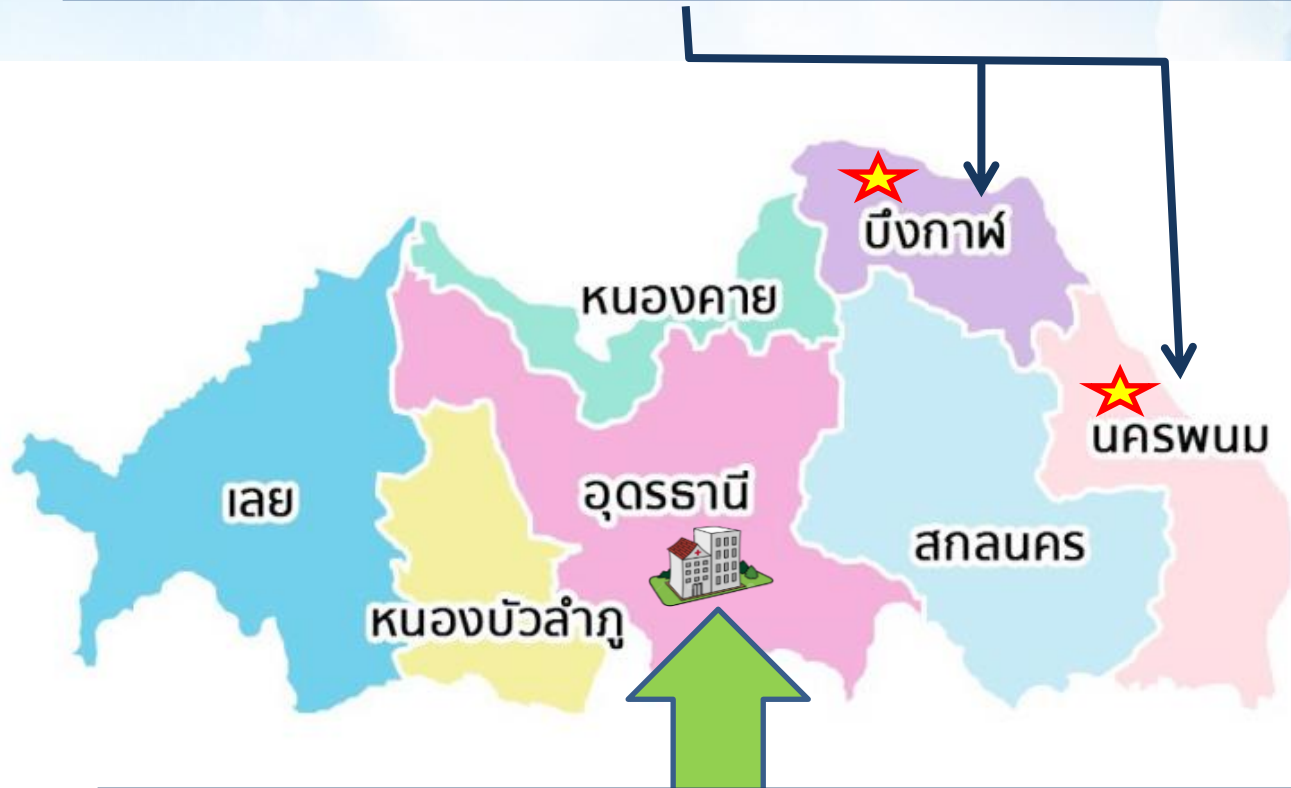 บึงกาฬ
หนองคาย
นครพนม
เลย
อุดรธานี
สกลนคร
หนองบัวลำภู